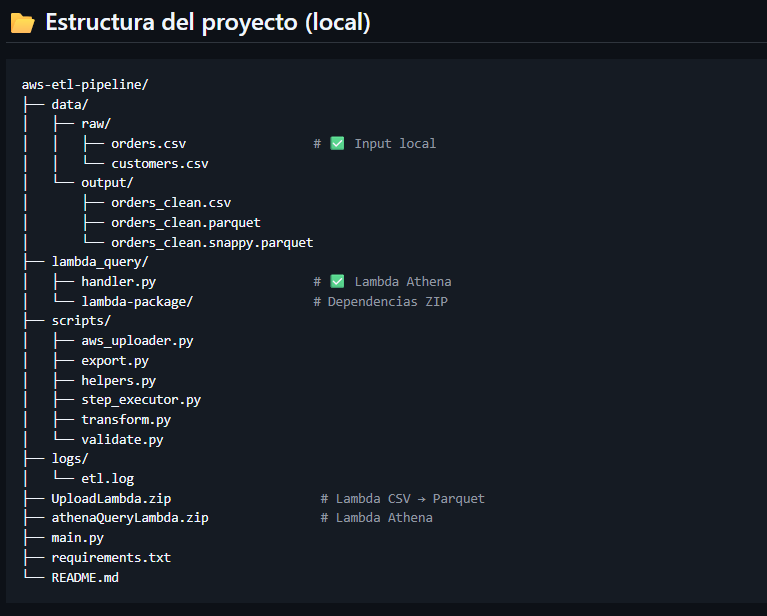 📂 Estructura del proyecto (local)
aws-etl-pipeline/
├── data/
│   ├── raw/
│   │   ├── orders.csv                 # ✅ Input local
│   │   └── customers.csv
│   └── output/
│       ├── orders_clean.csv
│       ├── orders_clean.parquet
│       └── orders_clean.snappy.parquet
├── lambda_query/
│   ├── handler.py                     # ✅ Lambda Athena
│   └── lambda-package/                # Dependencias ZIP
├── scripts/
│   ├── aws_uploader.py
│   ├── export.py
│   ├── helpers.py
│   ├── step_executor.py
│   ├── transform.py
│   └── validate.py
├── logs/
│   └── etl.log
├── UploadLambda.zip                    # Lambda CSV → Parquet
├── athenaQueryLambda.zip               # Lambda Athena
├── main.py
├── requirements.txt
└── README.md